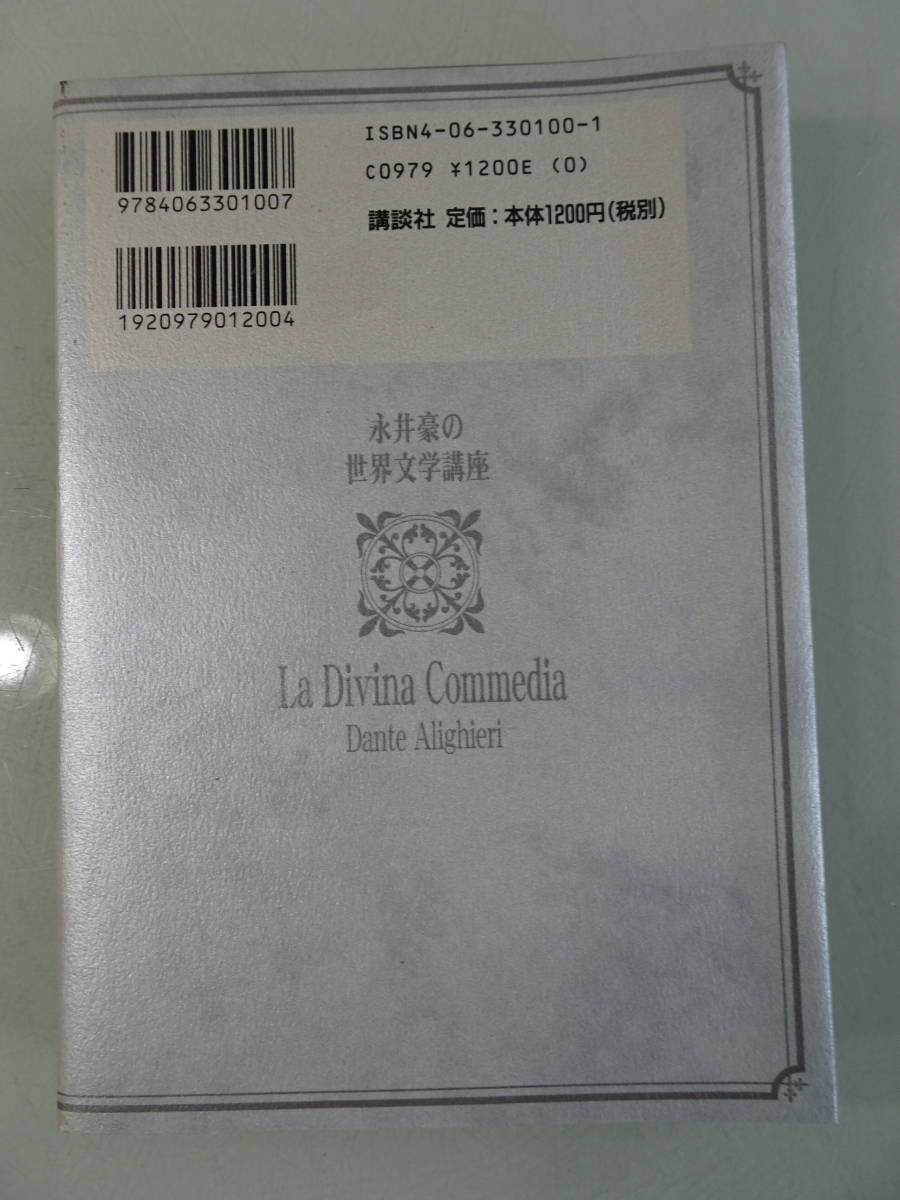 ISBN4-06-330100-1
9784063301007
C0979 ¥1200E (0)
講談社 定価：本体1200円(税別)
1920979012004
永井豪の
世界文学講座
La Divina Commedia
Dante Alighieri